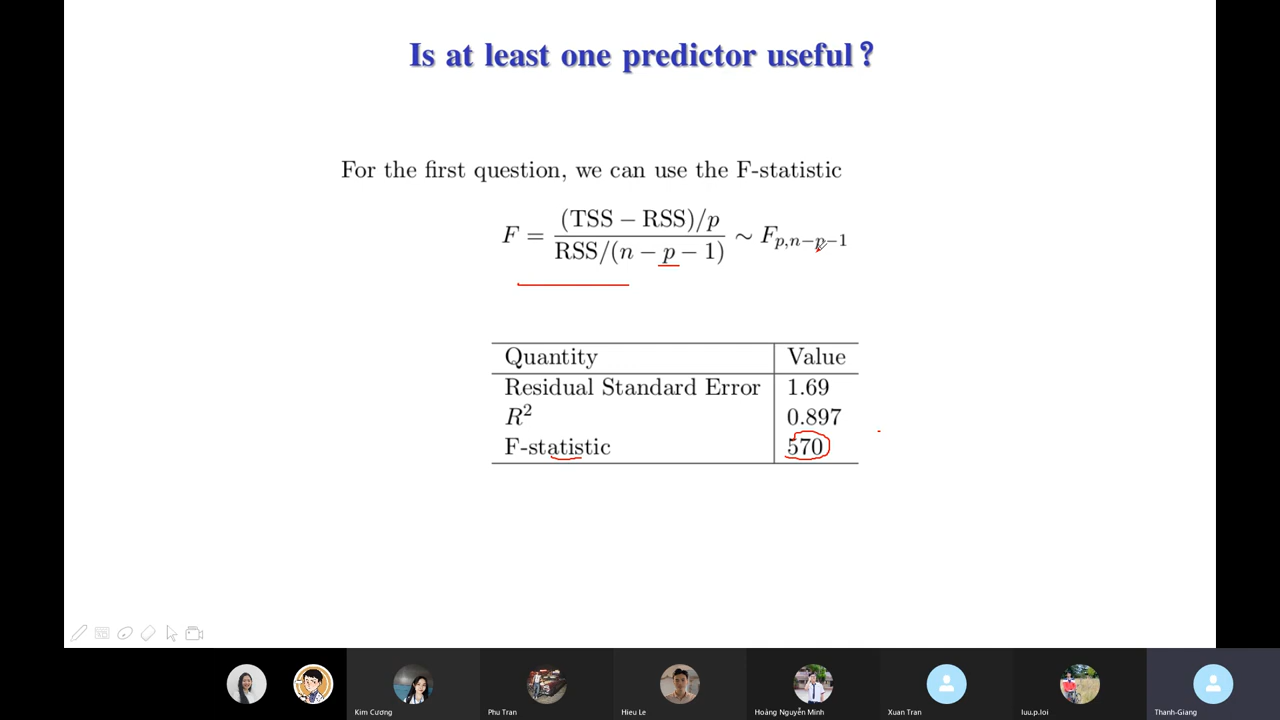 Is at least one predictor useful?
For the first question, we can use the F-statistic
F = (TSS − RSS)/p / RSS/(n − p − 1) ∼ F_{p,n−p−1}
Quantity Value
Residual Standard Error 1.69
R² 0.897
F-statistic 570
Kim Cương Phu Tran Hieu Le Hoàng Nguyễn Minh Xuan Tran luu.p.loi Thanh-Giang